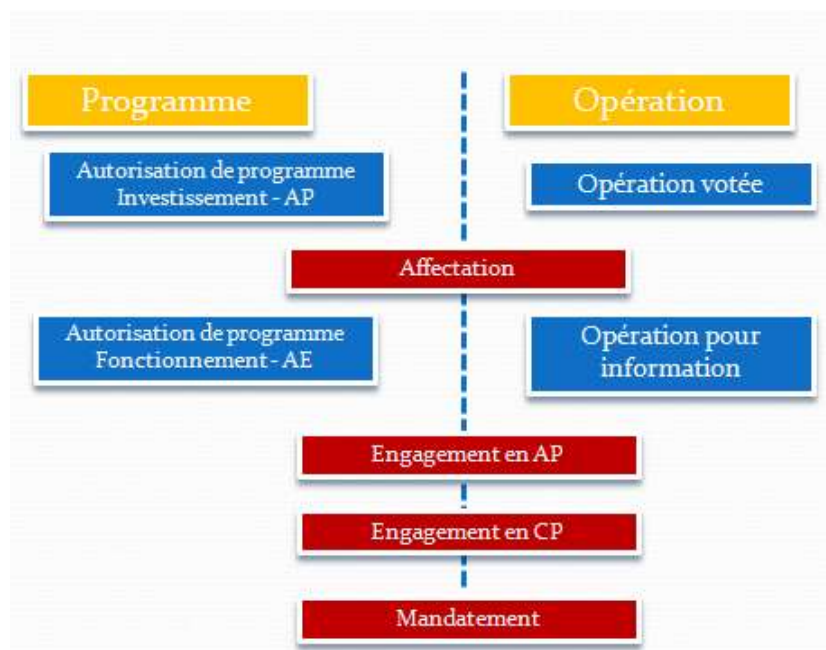 Programme
Opération
Autorisation de programme
Investissement - AP
Opération votée
Affectation
Autorisation de programme
Fonctionnement - AE
Opération pour
information
Engagement en AP
Engagement en CP
Mandatement